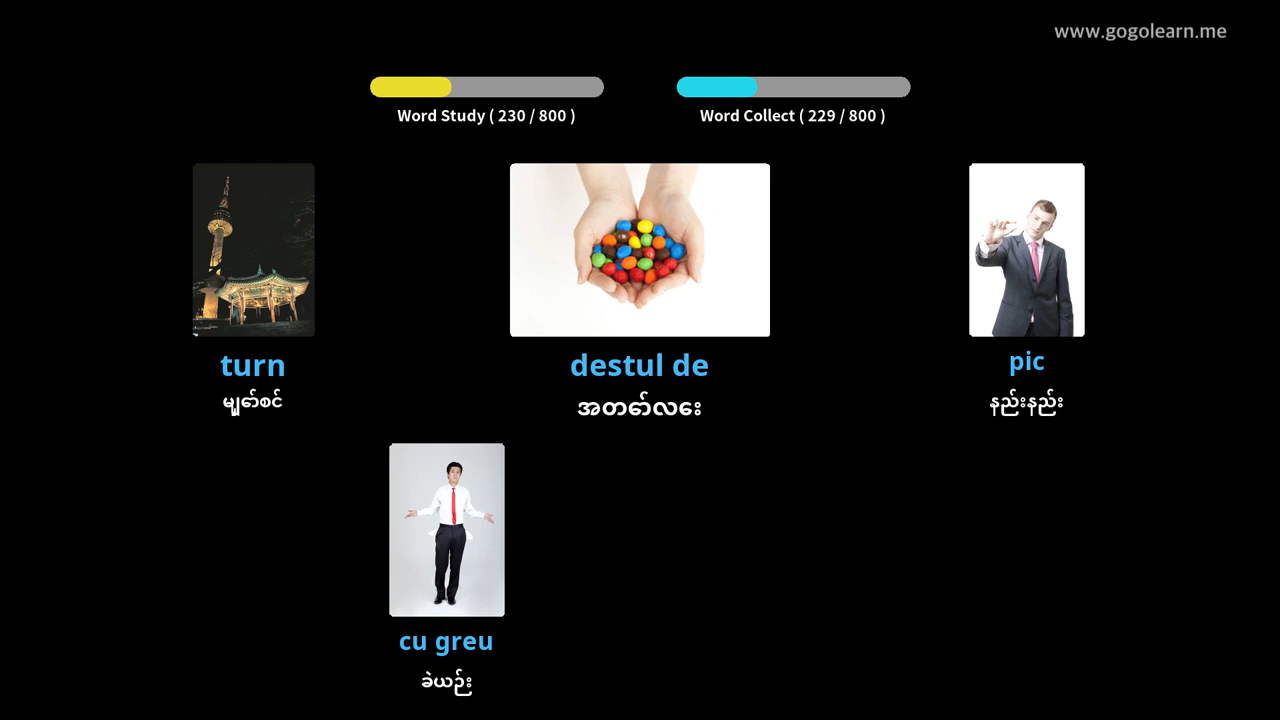 www.gogolearn.me
Word Study ( 230 / 800 )
Word Collect ( 229 / 800 )
turn
မျှော်စင်
destul de
အတော်လေး
pic
နည်းနည်း
cu greu
ခဲယဉ်း